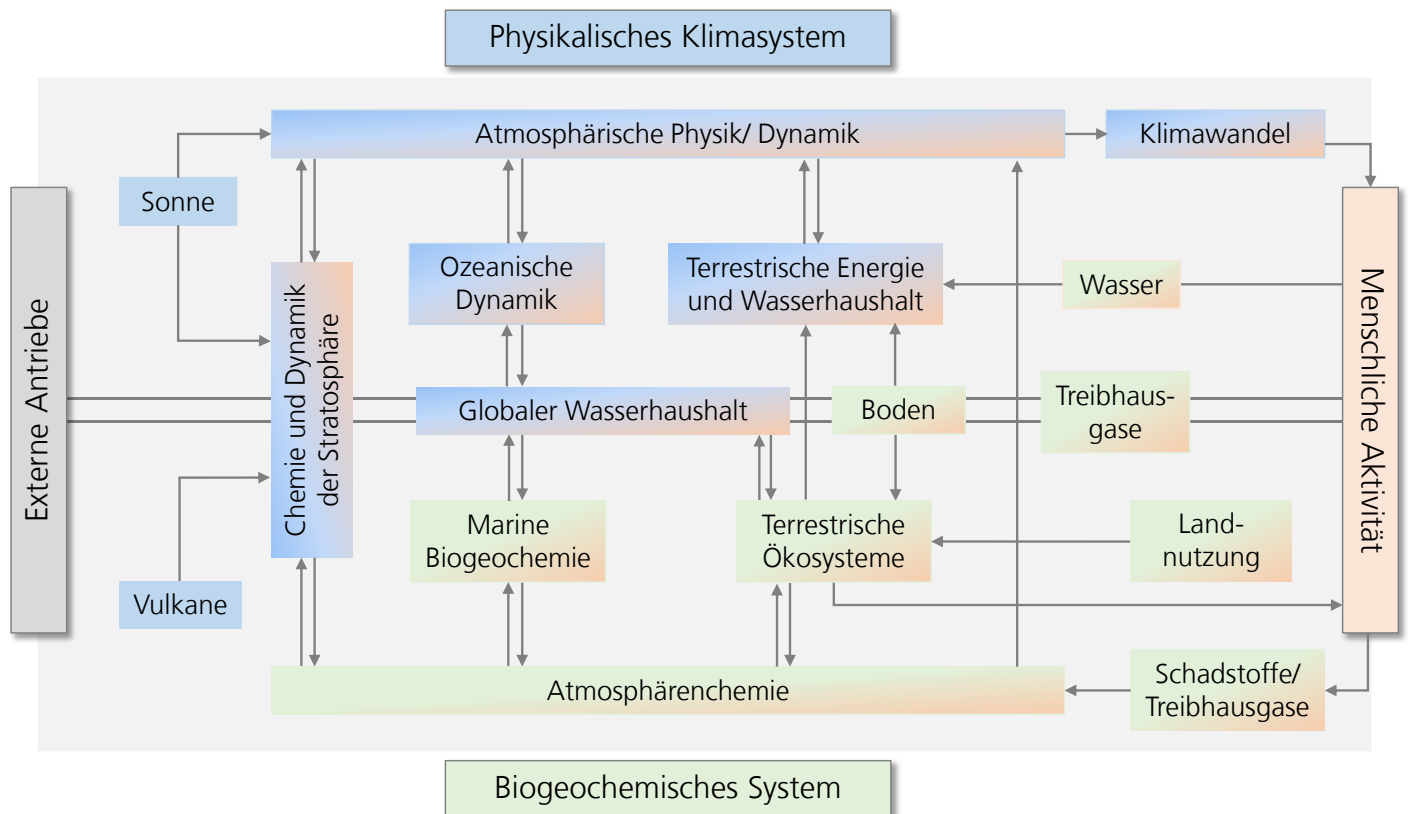 Physikalisches Klimasystem
Atmosphärische Physik/ Dynamik
Klimawandel
Sonne
Externe Antriebe
Chemie und Dynamik
der Stratosphäre
Ozeanische
Dynamik
Terrestrische Energie
und Wasserhaushalt
Wasser
Menschliche Aktivität
Globaler Wasserhaushalt
Boden
Treibhaus-
gase
Marine
Biogeochemie
Terrestrische
Ökosysteme
Land-
nutzung
Vulkane
Atmosphärenchemie
Schadstoffe/
Treibhausgase
Biogeochemisches System